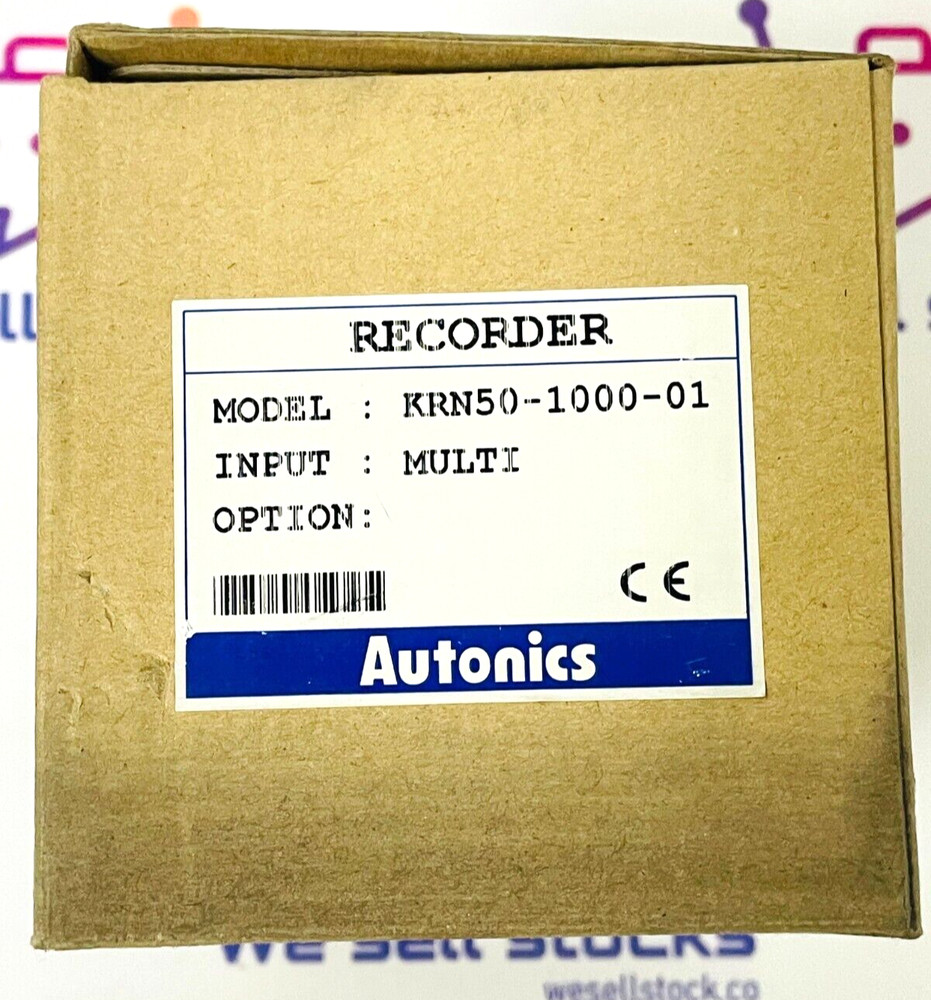 RECORDER
MODEL : KRN50-1000-01
INPUT : MULTI
OPTION:
CE
Autonics
We Sell Stocks
wesellstock.co